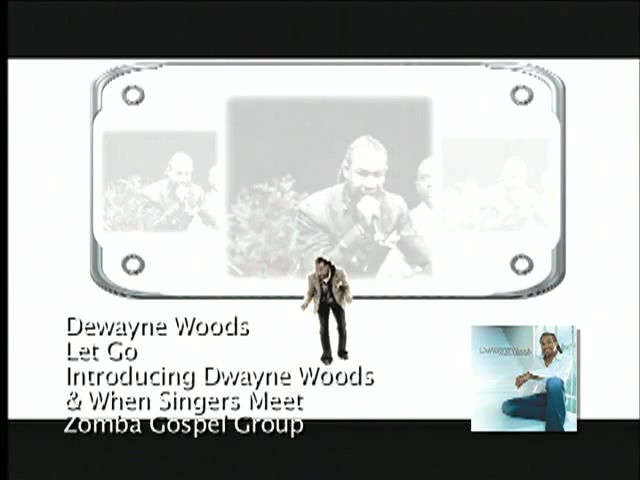 Dewayne Woods
Let Go
Introducing Dwayne Woods
& When Singers Meet
Zomba Gospel Group